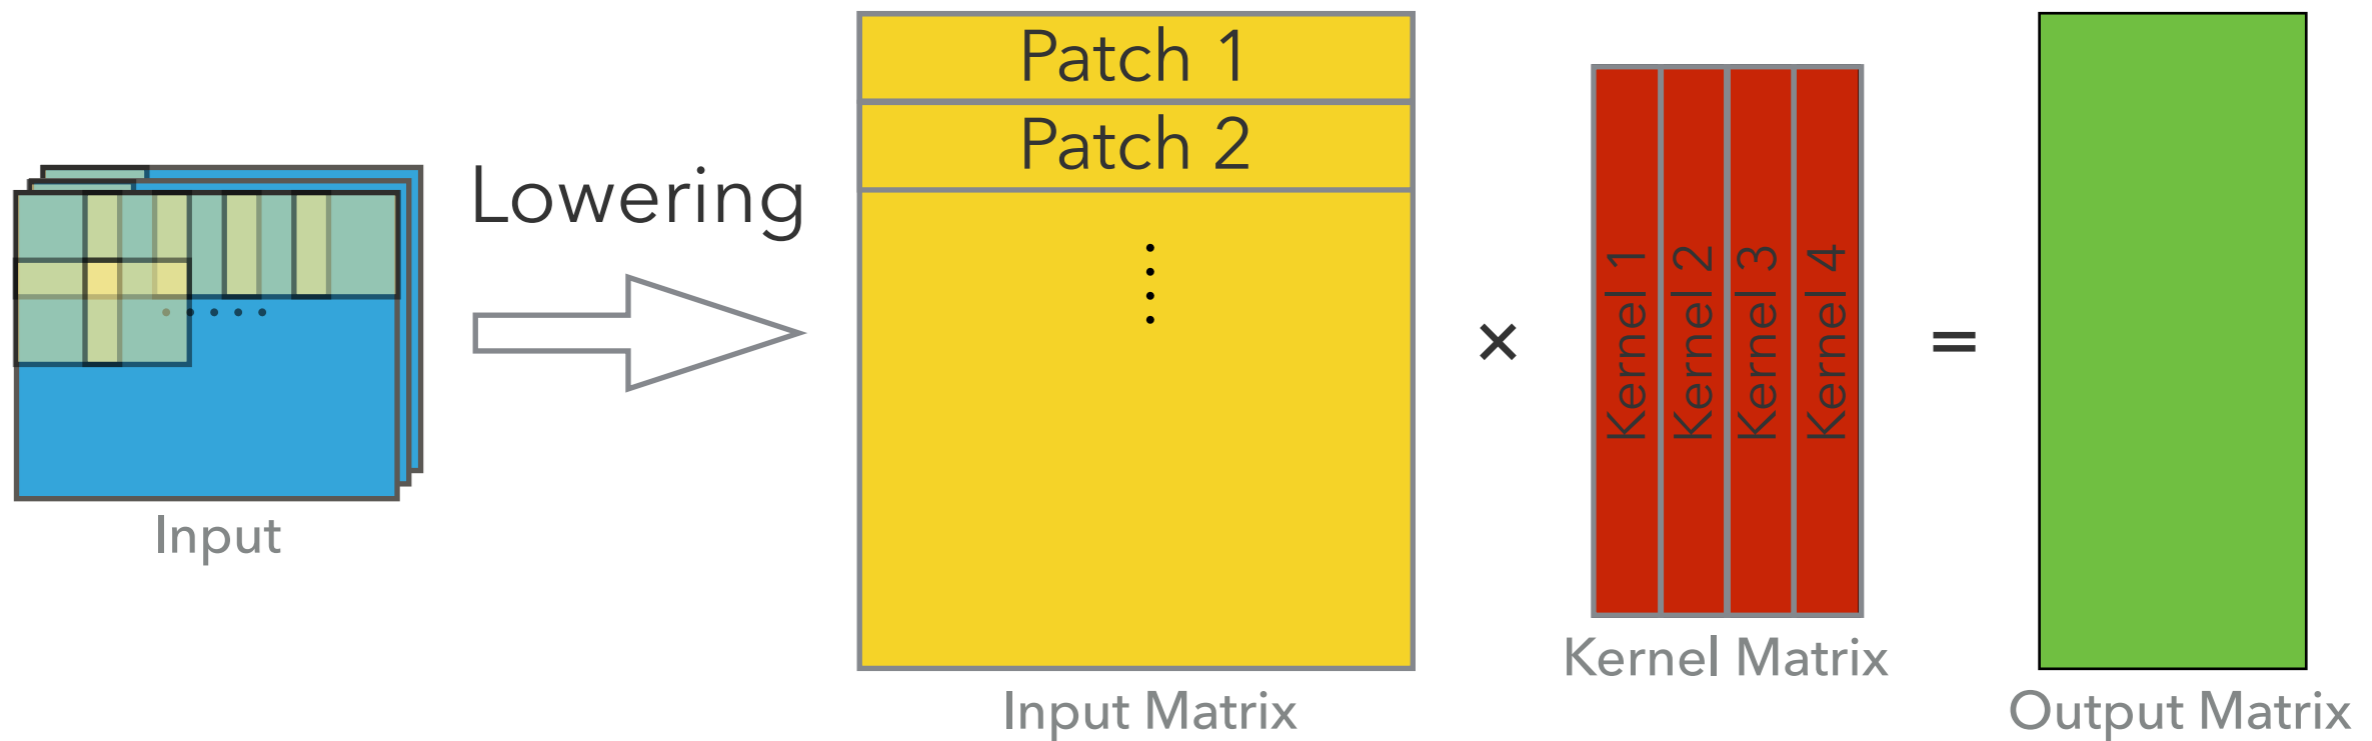 Lowering
Input
Patch 1
Patch 2
Input Matrix
×
Kernel 1
Kernel 2
Kernel 3
Kernel 4
Kernel Matrix
=
Output Matrix